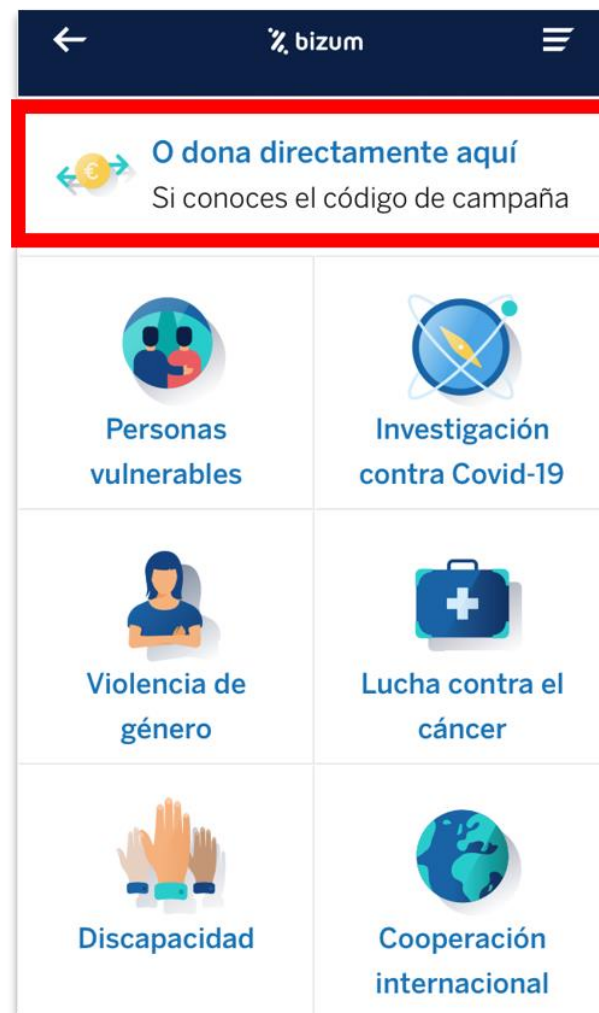 bizum
O dona directamente aquí
Si conoces el código de campaña
Personas
vulnerables
Investigación
contra Covid-19
Violencia de
género
Lucha contra el
cáncer
Discapacidad
Cooperación
internacional